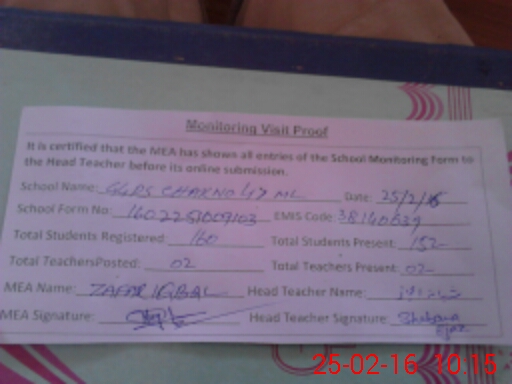 Monitoring Visit Proof
It is certified that the MEA has shown all entries of the School Monitoring Form to
the Head Teacher before its online submission.
School Name: GGPS CHAK NO 47 ML Date: 25/2/16
School Form No: EMIS Code
Total Students Registered: 160 Total Students Present: 152
Total TeachersPosted: 02 Total Teachers Present: 02
MEA Name: ZAFAR IQBAL Head Teacher Name:
MEA Signature: Head Teacher Signature: Shabana
25-02-16 10:15